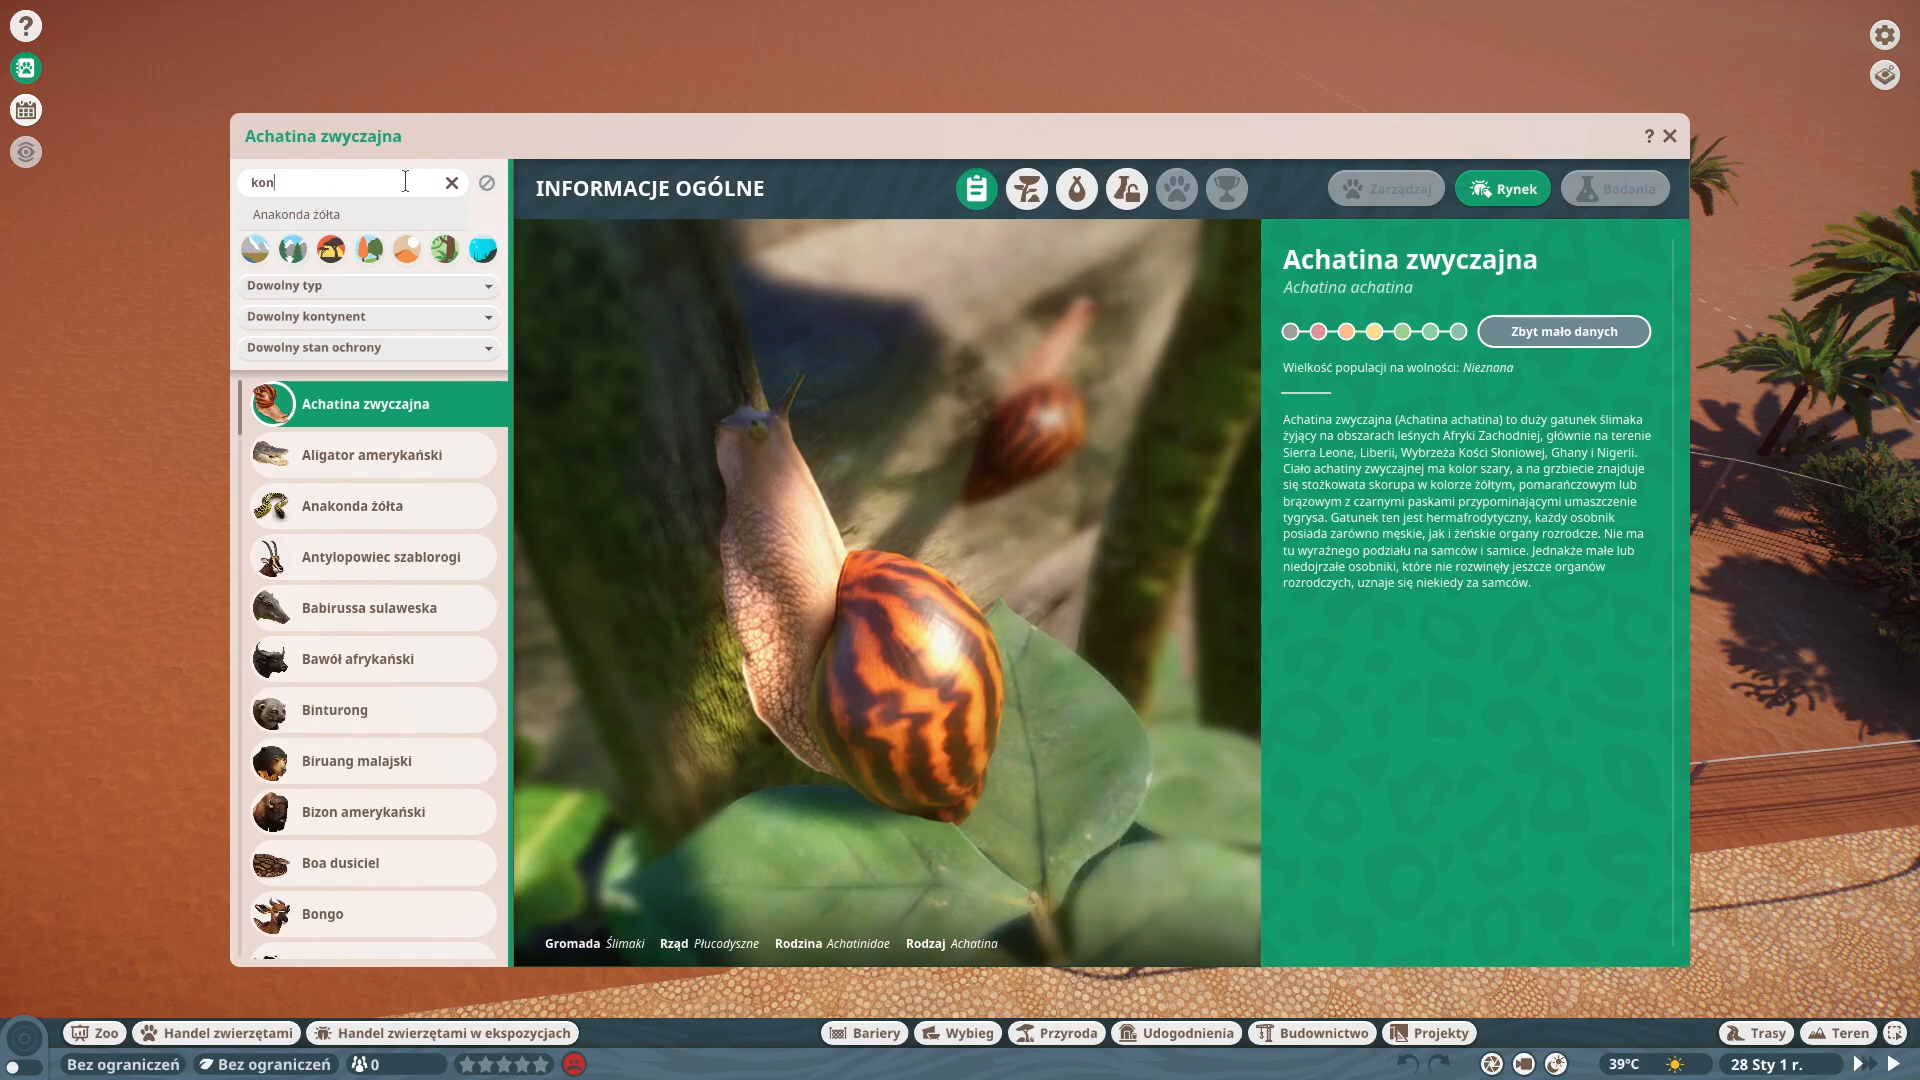 Achatina zwyczajna
?
kon
Anakonda żółta
Dowolny typ
Dowolny kontynent
Dowolny stan ochrony
Achatina zwyczajna
Aligator amerykański
Anakonda żółta
Antylopowiec szablorogi
Babirussa sulaweska
Bawół afrykański
Binturong
Biruang malajski
Bizon amerykański
Boa dusiciel
Bongo
INFORMACJE OGÓLNE
Zarządzaj
Rynek
Badania
Gromada Ślimaki Rząd Płucodyszne Rodzina Achatinidae Rodzaj Achatina
Achatina zwyczajna
Achatina achatina
Zbyt mało danych
Wielkość populacji na wolności: Nieznana
Achatina zwyczajna (Achatina achatina) to duży gatunek ślimaka
żyjący na obszarach leśnych Afryki Zachodniej, głównie na terenie
Sierra Leone, Liberii, Wybrzeża Kości Słoniowej, Ghany i Nigerii.
Ciało achatiny zwyczajnej ma kolor szary, a na grzbiecie znajduje
się stożkowata skorupa w kolorze żółtym, pomarańczowym lub
brązowym z czarnymi paskami przypominającymi umaszczenie
tygrysa. Gatunek ten jest hermafrodytyczny, każdy osobnik
posiada zarówno męskie, jak i żeńskie organy rozrodcze. Nie ma
tu wyraźnego podziału na samców i samice. Jednakże małe lub
niedojrzałe osobniki, które nie rozwinęły jeszcze organów
rozrodczych, uznaje się niekiedy za samców.
Zoo
Handel zwierzętami
Handel zwierzętami w ekspozycjach
Bariery
Wybieg
Przyroda
Udogodnienia
Budownictwo
Projekty
Trasy
Teren
Bez ograniczeń
Bez ograniczeń
0
39°C
28 Sty 1 r.